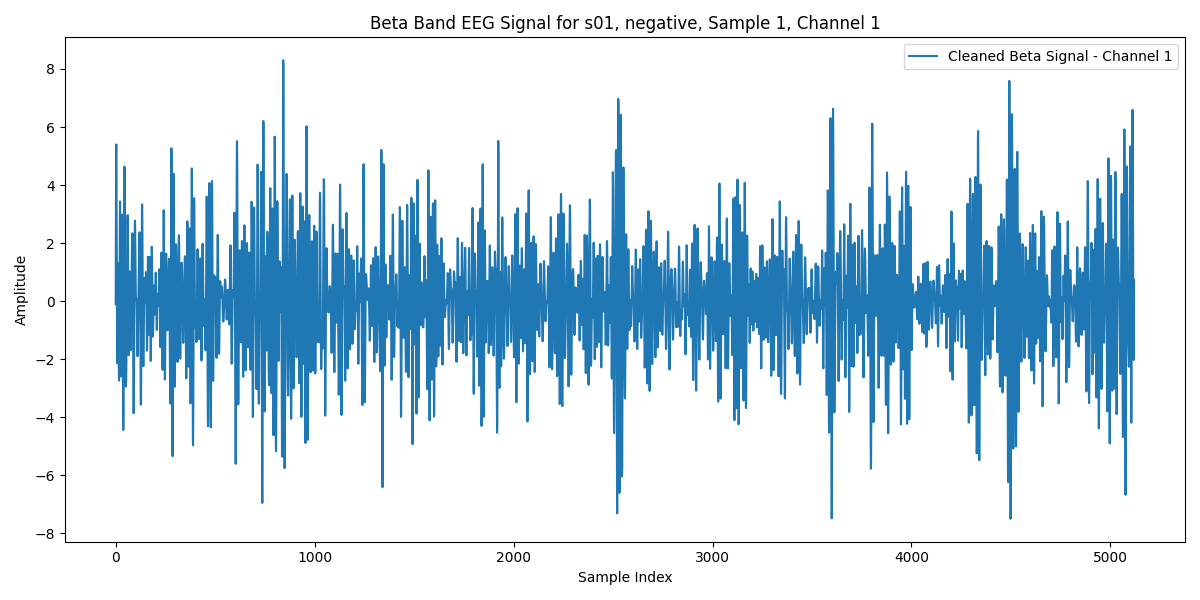 Beta Band EEG Signal for s01, negative, Sample 1, Channel 1
Cleaned Beta Signal - Channel 1
Amplitude
8
6
4
2
0
−2
−4
−6
−8
0 1000 2000 3000 4000 5000
Sample Index